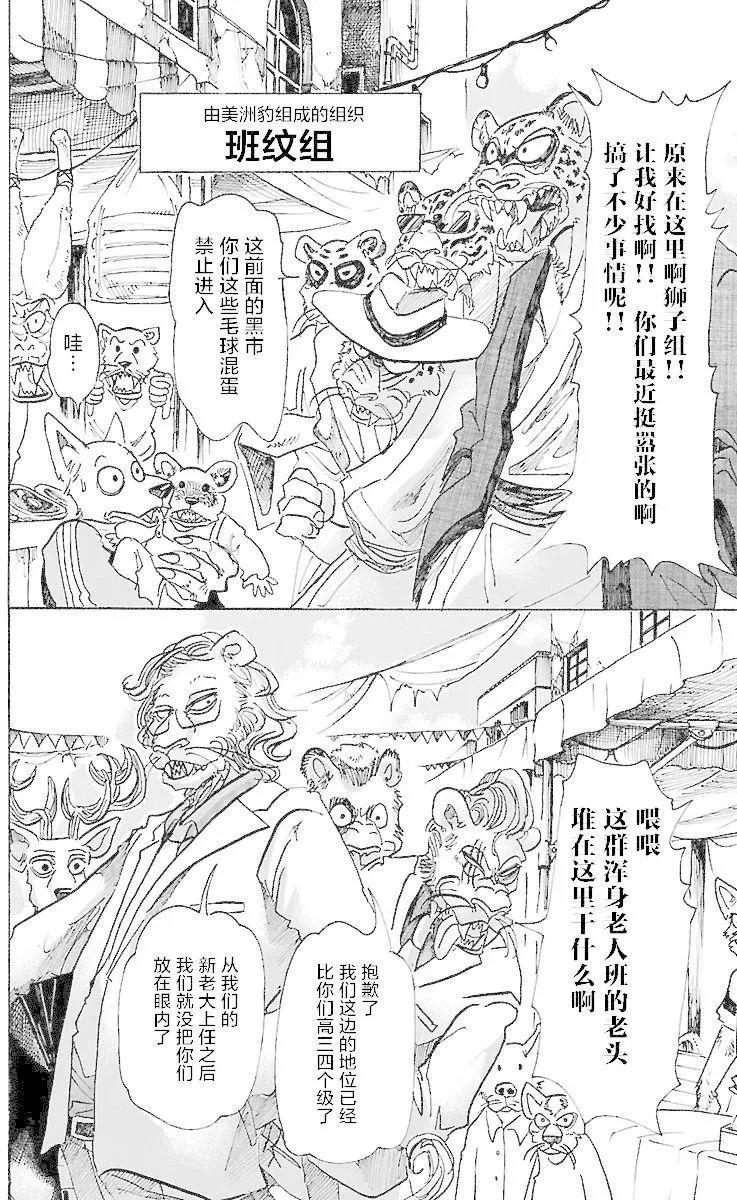 由美洲豹组成的组织
班纹组
原来在这里啊狮子组!!
让我好找啊!! 你们最近挺嚣张的啊
搞了不少事情呢!!
这前面的黑市
你们这些毛球混蛋
禁止进入
哇…
喂喂
这群浑身老人班的老头
堆在这里干什么啊
抱歉了
我们这边的地位已经
比你们高三四个级了
从我们的
新老大上任之后
我们就没把你们
放在眼内了